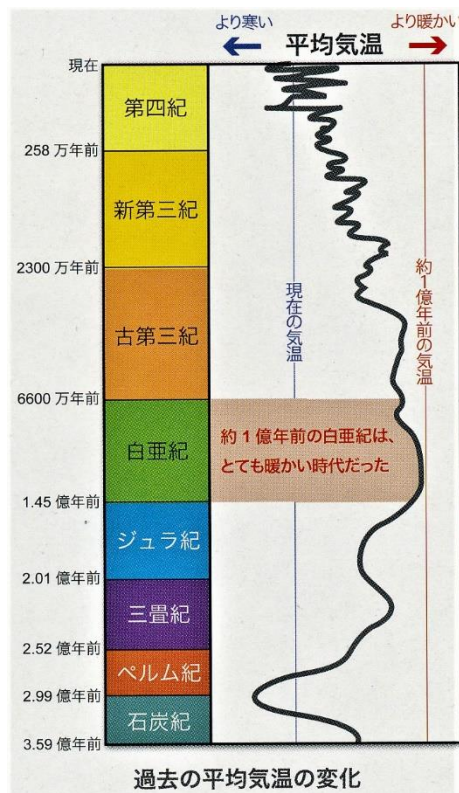 より寒い
より暖かい
平均気温
現在
第四紀
258 万年前
新第三紀
2300 万年前
現在の気温
約1億年前の気温
古第三紀
6600 万年前
約 1 億年前の白亜紀は、
とても暖かい時代だった
白亜紀
1.45 億年前
ジュラ紀
2.01 億年前
三畳紀
2.52 億年前
ペルム紀
2.99 億年前
石炭紀
3.59 億年前
過去の平均気温の変化